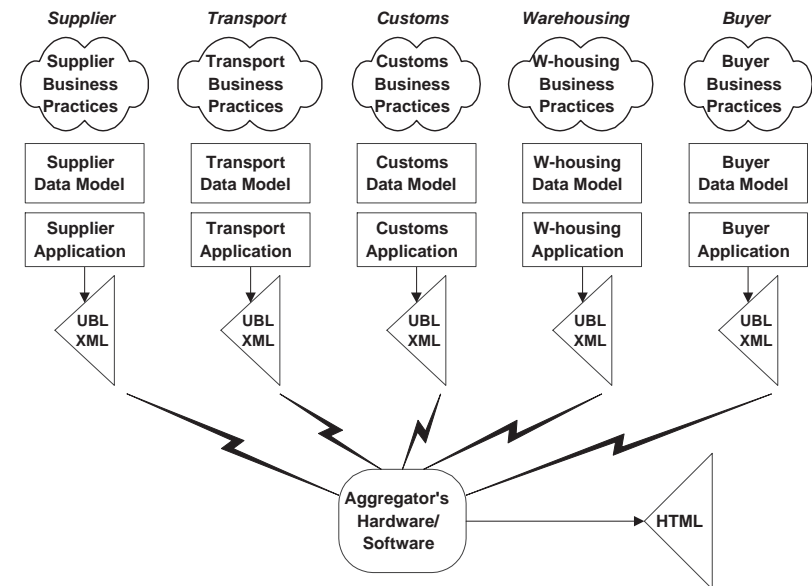 Supplier
Transport
Customs
Warehousing
Buyer
Supplier
Business
Practices
Transport
Business
Practices
Customs
Business
Practices
W-housing
Business
Practices
Buyer
Business
Practices
Supplier
Data Model
Transport
Data Model
Customs
Data Model
W-housing
Data Model
Buyer
Data Model
Supplier
Application
Transport
Application
Customs
Application
W-housing
Application
Buyer
Application
UBL
XML
UBL
XML
UBL
XML
UBL
XML
UBL
XML
Aggregator's
Hardware/
Software
HTML